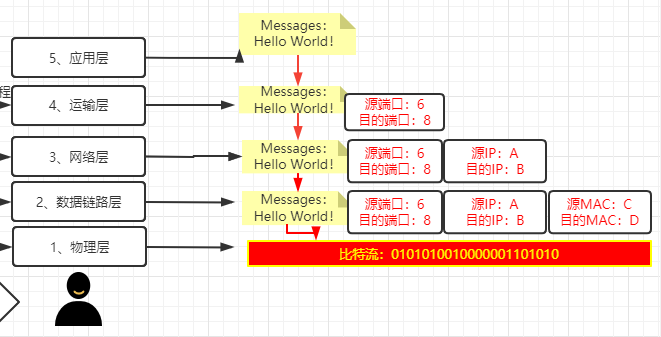 Messages:
Hello World!
5、应用层
程
4、运输层
Messages:
Hello World!
源端口：6
目的端口：8
3、网络层
Messages:
Hello World!
源端口：6
目的端口：8
源IP：A
目的IP：B
2、数据链路层
Messages:
Hello World!
源端口：6
目的端口：8
源IP：A
目的IP：B
源MAC：C
目的MAC：D
1、物理层
比特流：0101010010000001101010